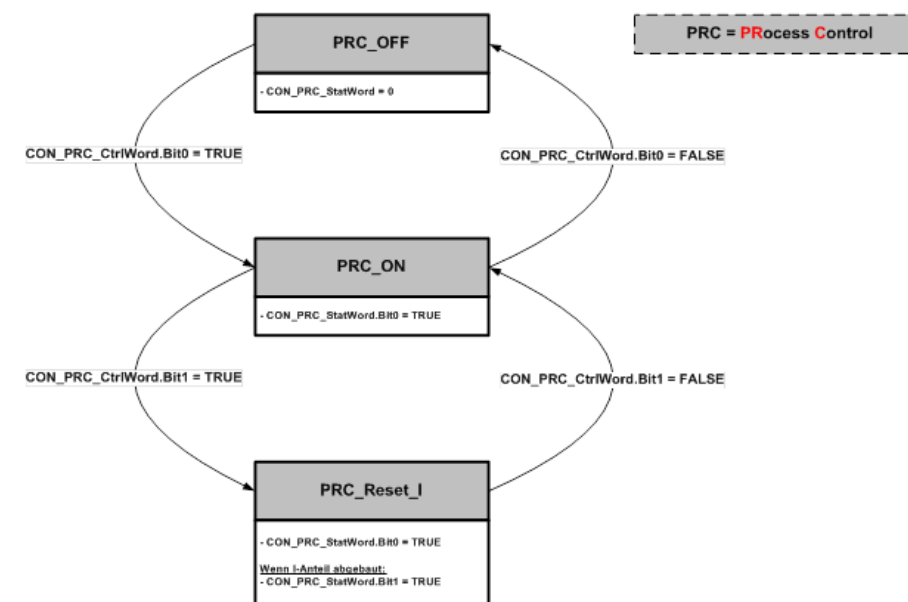 PRC_OFF
PRC = PRocess Control
- CON_PRC_StatWord = 0
CON_PRC_CtrlWord.Bit0 = TRUE
CON_PRC_CtrlWord.Bit0 = FALSE
PRC_ON
- CON_PRC_StatWord.Bit0 = TRUE
CON_PRC_CtrlWord.Bit1 = TRUE
CON_PRC_CtrlWord.Bit1 = FALSE
PRC_Reset_I
- CON_PRC_StatWord.Bit0 = TRUE
Wenn I-Anteil abgebaut:
- CON_PRC_StatWord.Bit1 = TRUE